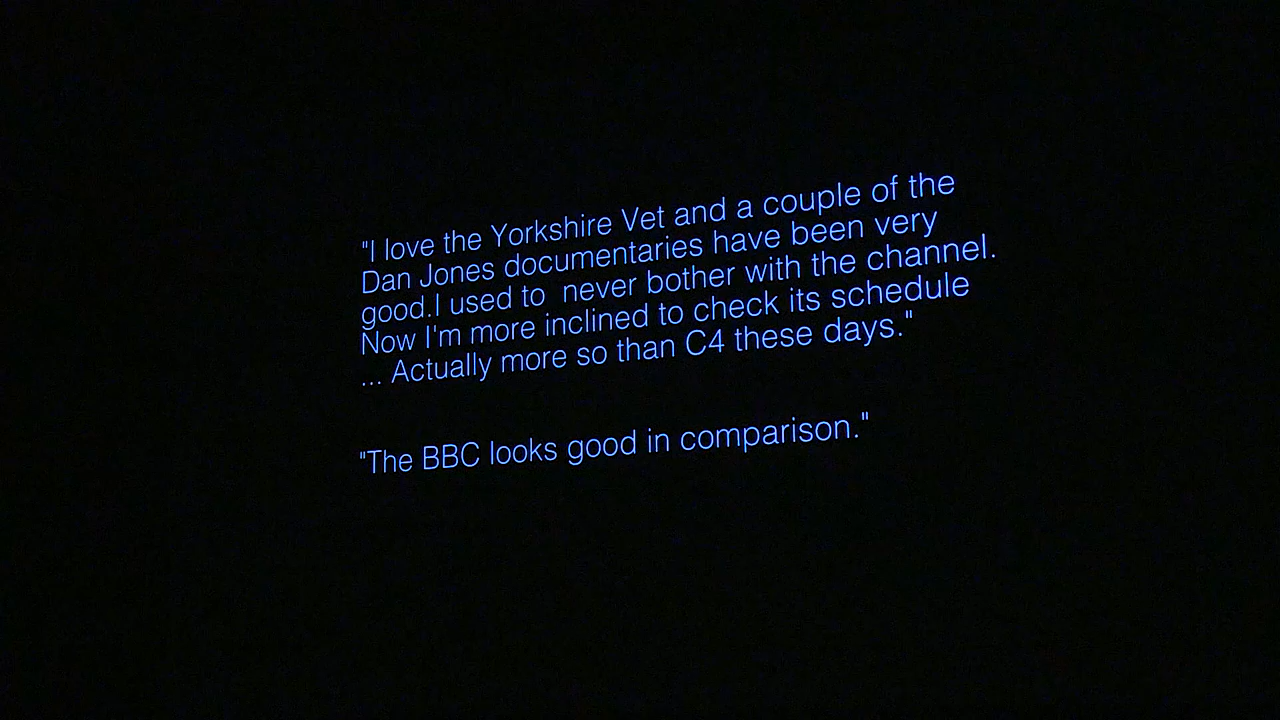 "I love the Yorkshire Vet and a couple of the
Dan Jones documentaries have been very
good.I used to  never bother with the channel.
Now I'm more inclined to check its schedule
... Actually more so than C4 these days."
"The BBC looks good in comparison."